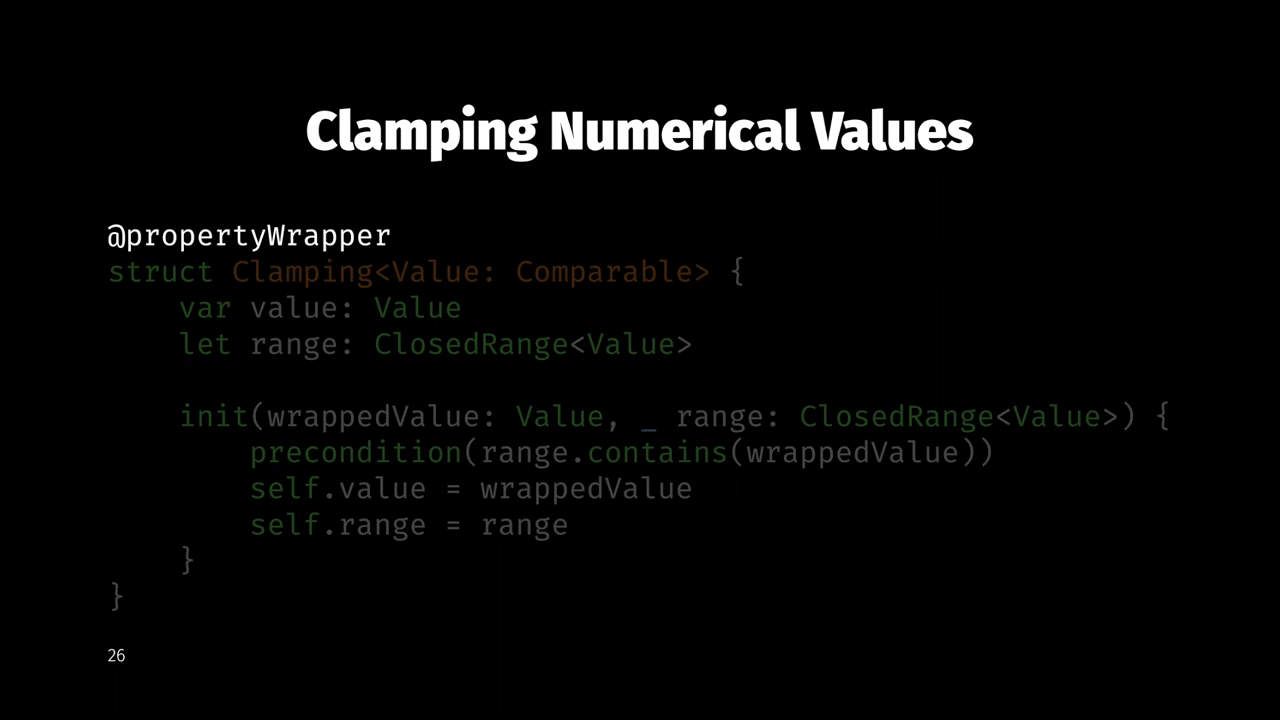 Clamping Numerical Values
@propertyWrapper
struct Clamping<Value: Comparable> {
    var value: Value
    let range: ClosedRange<Value>

    init(wrappedValue: Value, _ range: ClosedRange<Value>) {
        precondition(range.contains(wrappedValue))
        self.value = wrappedValue
        self.range = range
    }
}
26